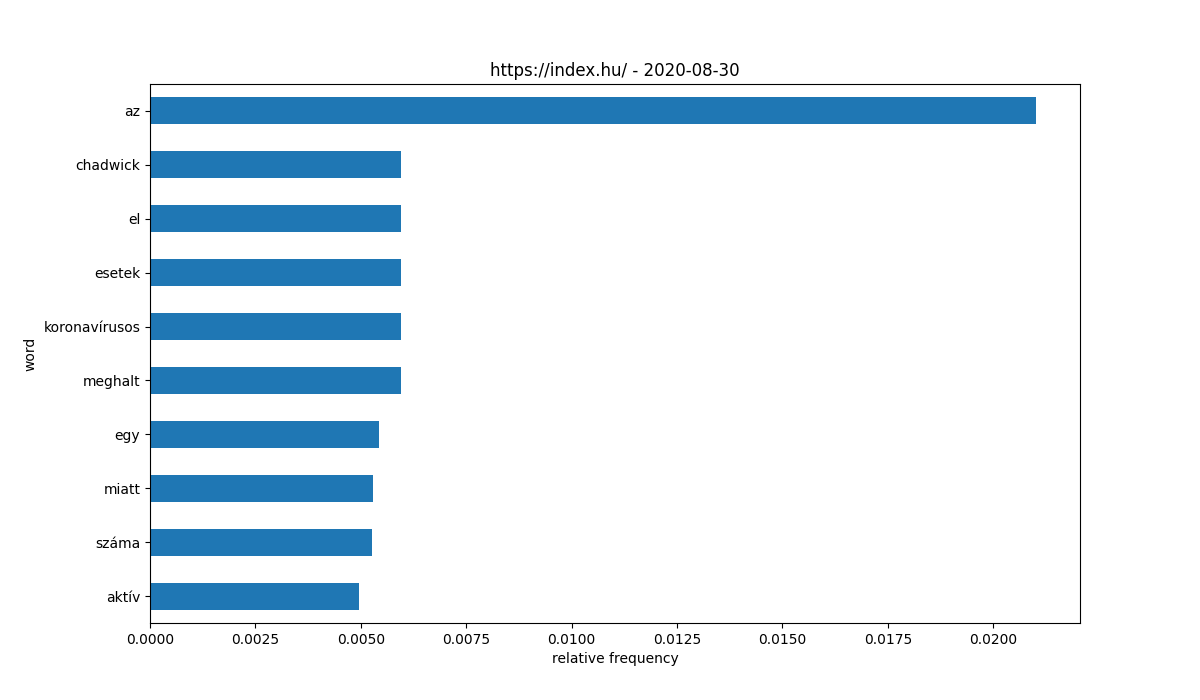 https://index.hu/ - 2020-08-30
az
chadwick
el
esetek
koronavírusos
meghalt
egy
miatt
száma
aktív
word
0.0000 0.0025 0.0050 0.0075 0.0100 0.0125 0.0150 0.0175 0.0200
relative frequency